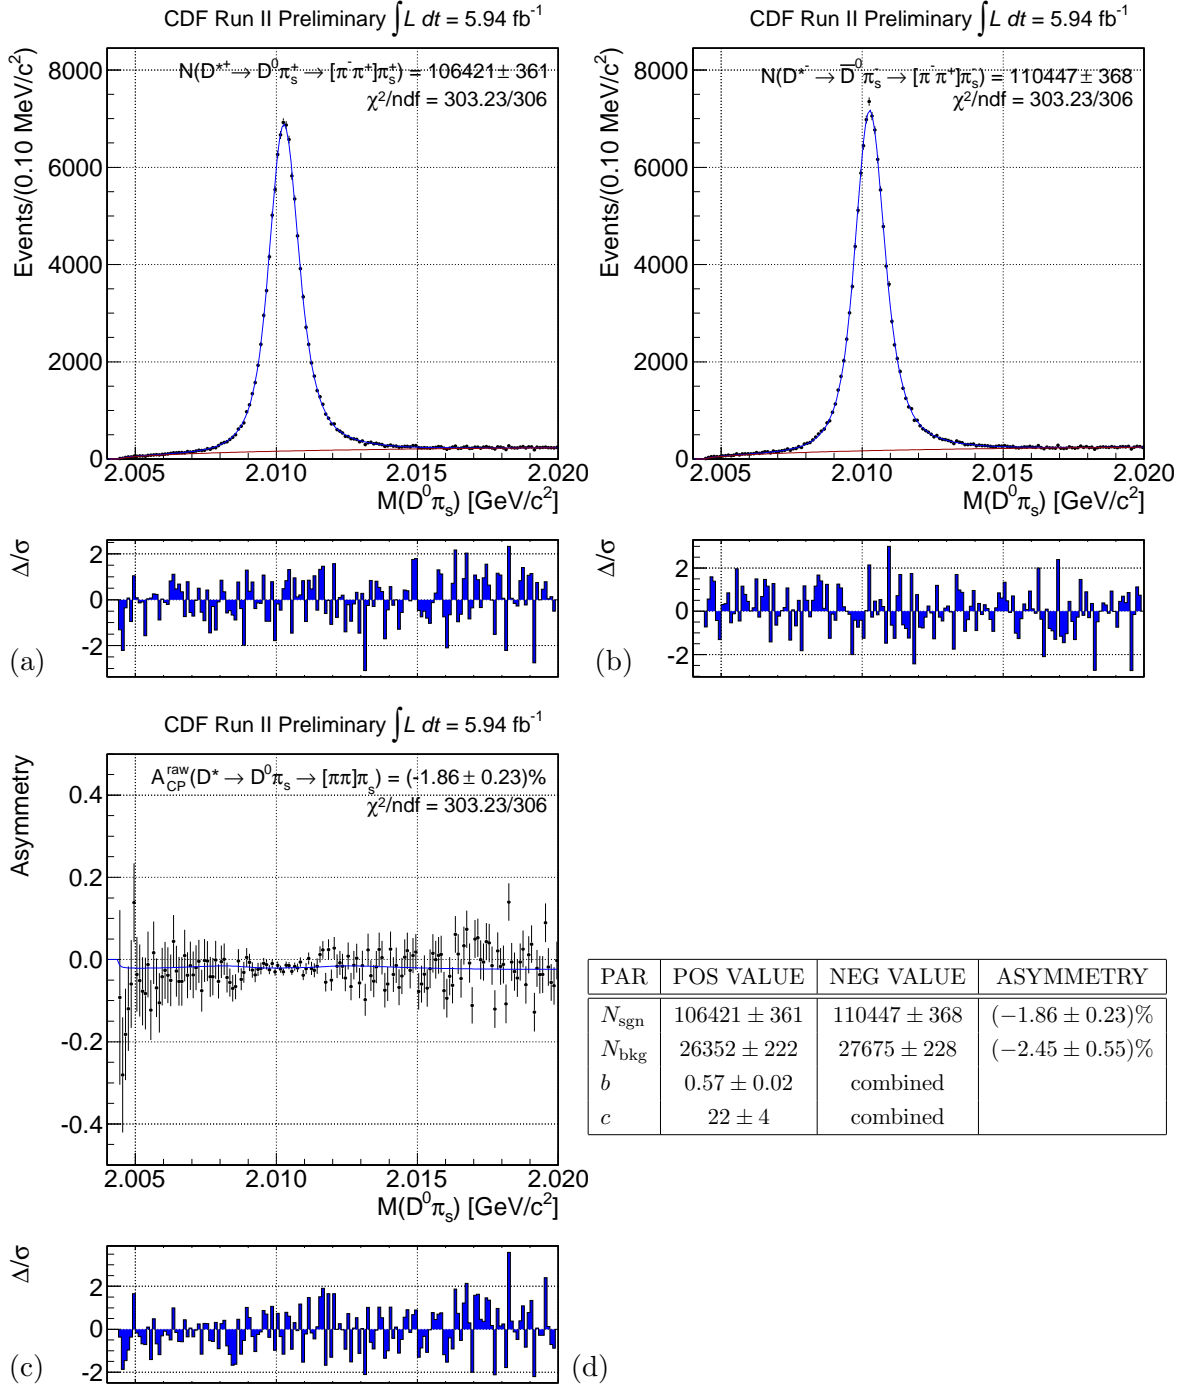 CDF Run II Preliminary ∫L dt = 5.94 fb⁻¹
N(D*⁺ → D⁰π⁺ₛ → [π⁻π⁺]π⁺ₛ) = 106421 ± 361
χ²/ndf = 303.23/306
Events/(0.10 MeV/c²)
8000
6000
4000
2000
0
2.005 2.010 2.015 2.020
M(D⁰πₛ) [GeV/c²]
Δ/σ
2
0
-2
(a)
CDF Run II Preliminary ∫L dt = 5.94 fb⁻¹
N(D*⁻ → D̅⁰π⁻ₛ → [π⁻π⁺]π⁻ₛ) = 110447 ± 368
χ²/ndf = 303.23/306
Events/(0.10 MeV/c²)
8000
6000
4000
2000
0
2.005 2.010 2.015 2.020
M(D⁰πₛ) [GeV/c²]
Δ/σ
2
0
-2
(b)
CDF Run II Preliminary ∫L dt = 5.94 fb⁻¹
A_CP^raw(D* → D⁰πₛ → [ππ]πₛ) = (-1.86 ± 0.23)%
χ²/ndf = 303.23/306
Asymmetry
0.4
0.2
0.0
-0.2
-0.4
2.005 2.010 2.015 2.020
M(D⁰πₛ) [GeV/c²]
Δ/σ
2
0
-2
(c)
PAR POS VALUE NEG VALUE ASYMMETRY
N_sgn 106421 ± 361 110447 ± 368 (−1.86 ± 0.23)%
N_bkg 26352 ± 222 27675 ± 228 (−2.45 ± 0.55)%
b 0.57 ± 0.02 combined
c 22 ± 4 combined
(d)